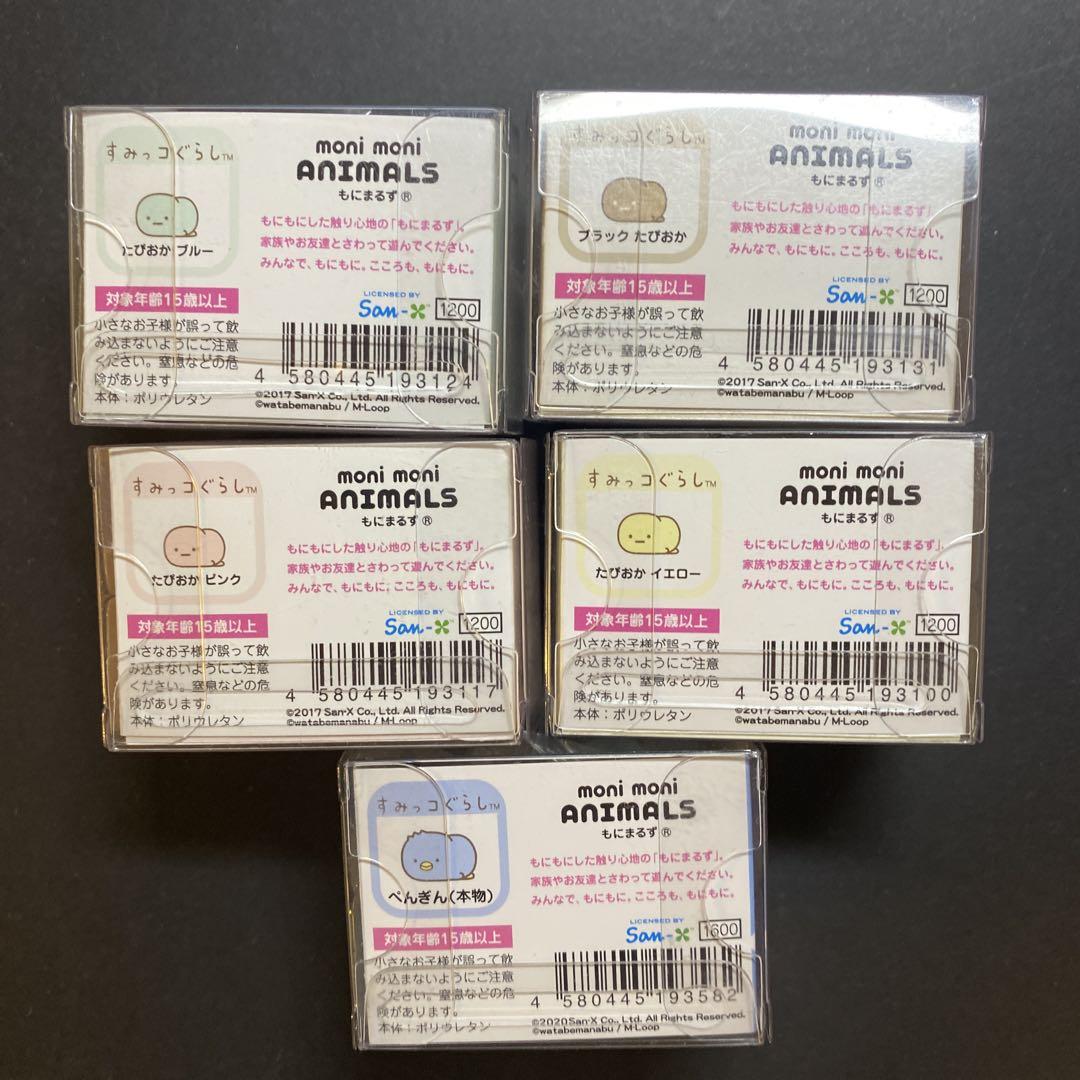 すみっコぐらし™
たぴおか ブルー
moni moni
ANIMALS
もにまるず®
もにもにした触り心地の「もにまるず」。
家族やお友達とさわって遊んでください。
みんなで、もにもに。こころも、もにもに。
対象年齢15歳以上
小さなお子様が誤って飲
み込まないようにご注意
ください。窒息などの危
険があります。
本体：ポリウレタン
LICENSED BY
San-X™ 1200
4 580445 193124
©2017 San-X Co., Ltd. All Rights Reserved.
©watabemanabu / M-Loop
すみっコぐらし™
ブラック たぴおか
moni moni
ANIMALS
もにまるず®
もにもにした触り心地の「もにまるず」。
家族やお友達とさわって遊んでください。
みんなで、もにもに。こころも、もにもに。
対象年齢15歳以上
小さなお子様が誤って飲
み込まないようにご注意
ください。窒息などの危
険があります。
本体：ポリウレタン
LICENSED BY
San-X™ 1200
4 580445 193131
©2017 San-X Co., Ltd. All Rights Reserved.
©watabemanabu / M-Loop
すみっコぐらし™
たぴおか ピンク
moni moni
ANIMALS
もにまるず®
もにもにした触り心地の「もにまるず」。
家族やお友達とさわって遊んでください。
みんなで、もにもに。こころも、もにもに。
対象年齢15歳以上
小さなお子様が誤って飲
み込まないようにご注意
ください。窒息などの危
険があります。
本体：ポリウレタン
LICENSED BY
San-X™ 1200
4 580445 193117
©2017 San-X Co., Ltd. All Rights Reserved.
©watabemanabu / M-Loop
すみっコぐらし™
たぴおか イエロー
moni moni
ANIMALS
もにまるず®
もにもにした触り心地の「もにまるず」。
家族やお友達とさわって遊んでください。
みんなで、もにもに。こころも、もにもに。
対象年齢15歳以上
小さなお子様が誤って飲
み込まないようにご注意
ください。窒息などの危
険があります。
本体：ポリウレタン
LICENSED BY
San-X™ 1200
4 580445 193100
©2017 San-X Co., Ltd. All Rights Reserved.
©watabemanabu / M-Loop
すみっコぐらし™
ぺんぎん（本物）
moni moni
ANIMALS
もにまるず®
もにもにした触り心地の「もにまるず」。
家族やお友達とさわって遊んでください。
みんなで、もにもに。こころも、もにもに。
対象年齢15歳以上
小さなお子様が誤って飲
み込まないようにご注意
ください。窒息などの危
険があります。
本体：ポリウレタン
LICENSED BY
San-X™ 1600
4 580445 193582
©2020 San-X Co., Ltd. All Rights Reserved.
©watabemanabu / M-Loop